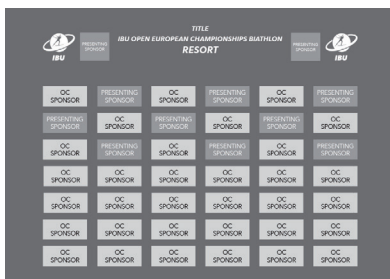 TITLE
IBU OPEN EUROPEAN CHAMPIONSHIPS BIATHLON
RESORT
IBU
PRESENTING
SPONSOR
PRESENTING
SPONSOR
IBU
OC SPONSOR PRESENTING SPONSOR OC SPONSOR PRESENTING SPONSOR OC SPONSOR PRESENTING SPONSOR
PRESENTING SPONSOR OC SPONSOR PRESENTING SPONSOR OC SPONSOR PRESENTING SPONSOR OC SPONSOR
OC SPONSOR PRESENTING SPONSOR OC SPONSOR PRESENTING SPONSOR OC SPONSOR PRESENTING SPONSOR
OC SPONSOR OC SPONSOR OC SPONSOR OC SPONSOR OC SPONSOR OC SPONSOR
OC SPONSOR OC SPONSOR OC SPONSOR OC SPONSOR OC SPONSOR OC SPONSOR
OC SPONSOR OC SPONSOR OC SPONSOR OC SPONSOR OC SPONSOR OC SPONSOR
OC SPONSOR OC SPONSOR OC SPONSOR OC SPONSOR OC SPONSOR OC SPONSOR